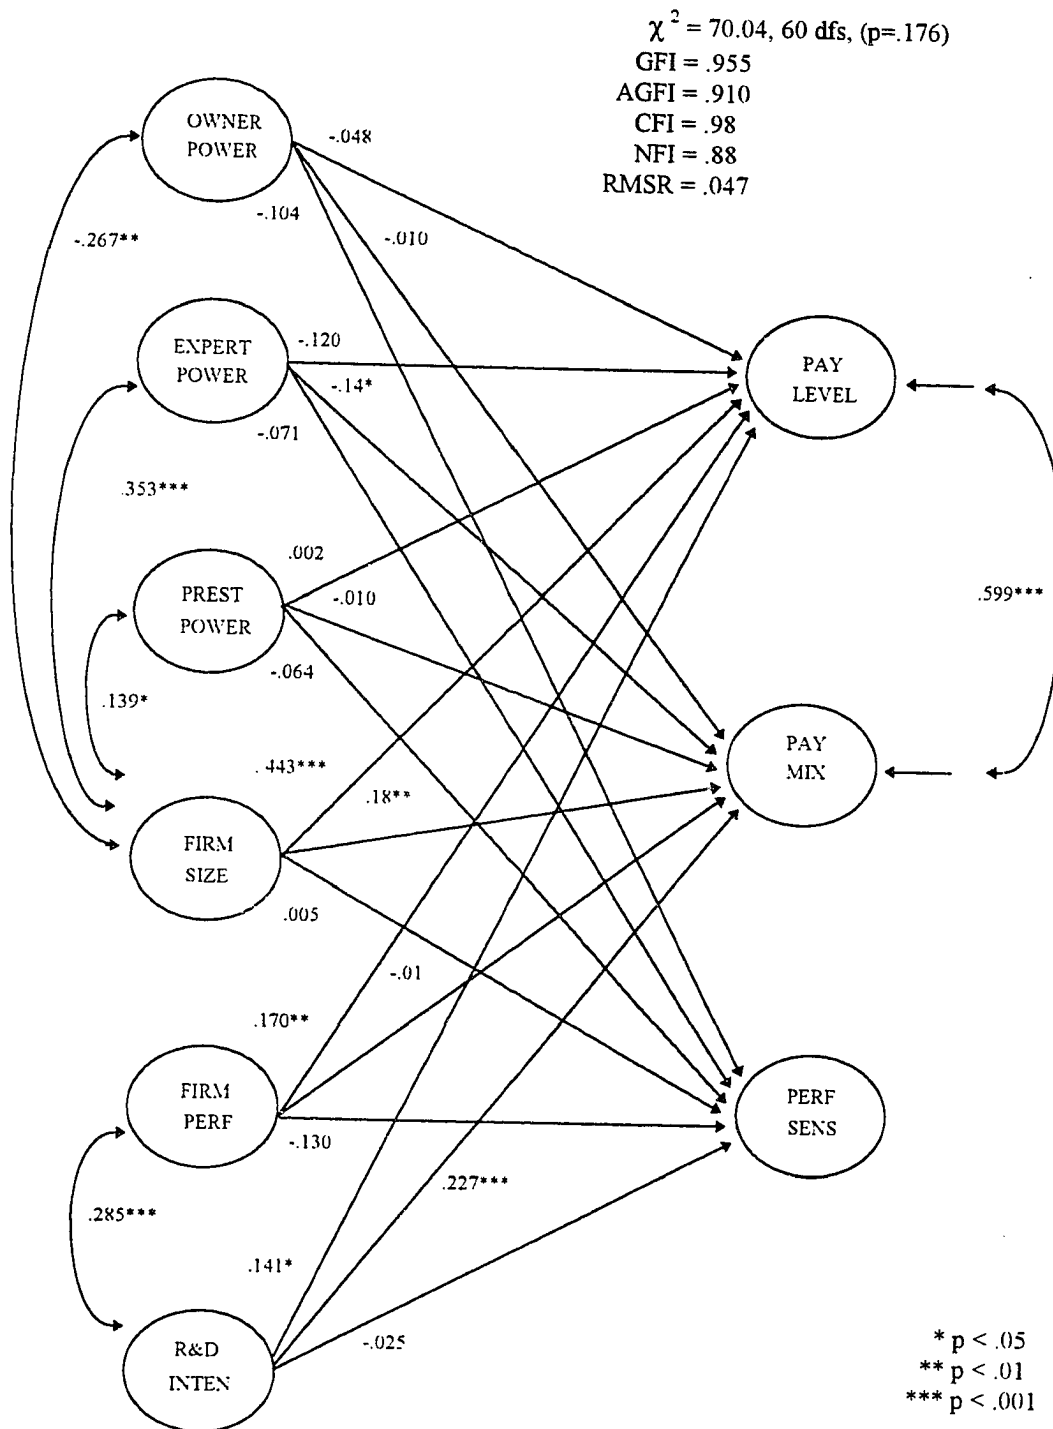 χ² = 70.04, 60 dfs, (p=.176)
GFI = .955
AGFI = .910
CFI = .98
NFI = .88
RMSR = .047
OWNER
POWER
-.048
-.104
-.010
-.267**
EXPERT
POWER
-.120
-.14*
-.071
PAY
LEVEL
.353***
PREST
POWER
.002
-.010
-.064
.599***
.139*
PAY
MIX
.443***
.18**
FIRM
SIZE
.005
-.01
.170**
FIRM
PERF
-.130
PERF
SENS
.227***
.285***
.141*
R&D
INTEN
-.025
* p < .05
** p < .01
*** p < .001